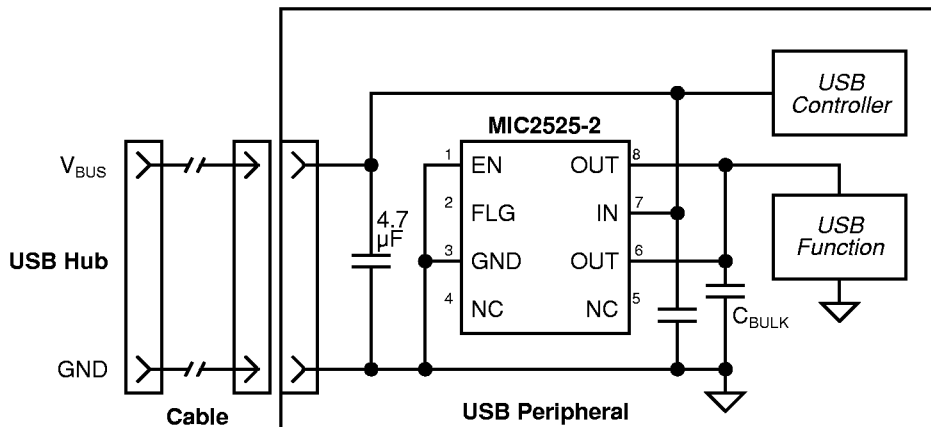 USB
Controller
MIC2525-2
V_BUS
1
EN
OUT
8
2
FLG
IN
7
4.7
µF
3
GND
OUT
6
USB
Function
USB Hub
4
NC
NC
5
C_BULK
GND
Cable
USB Peripheral